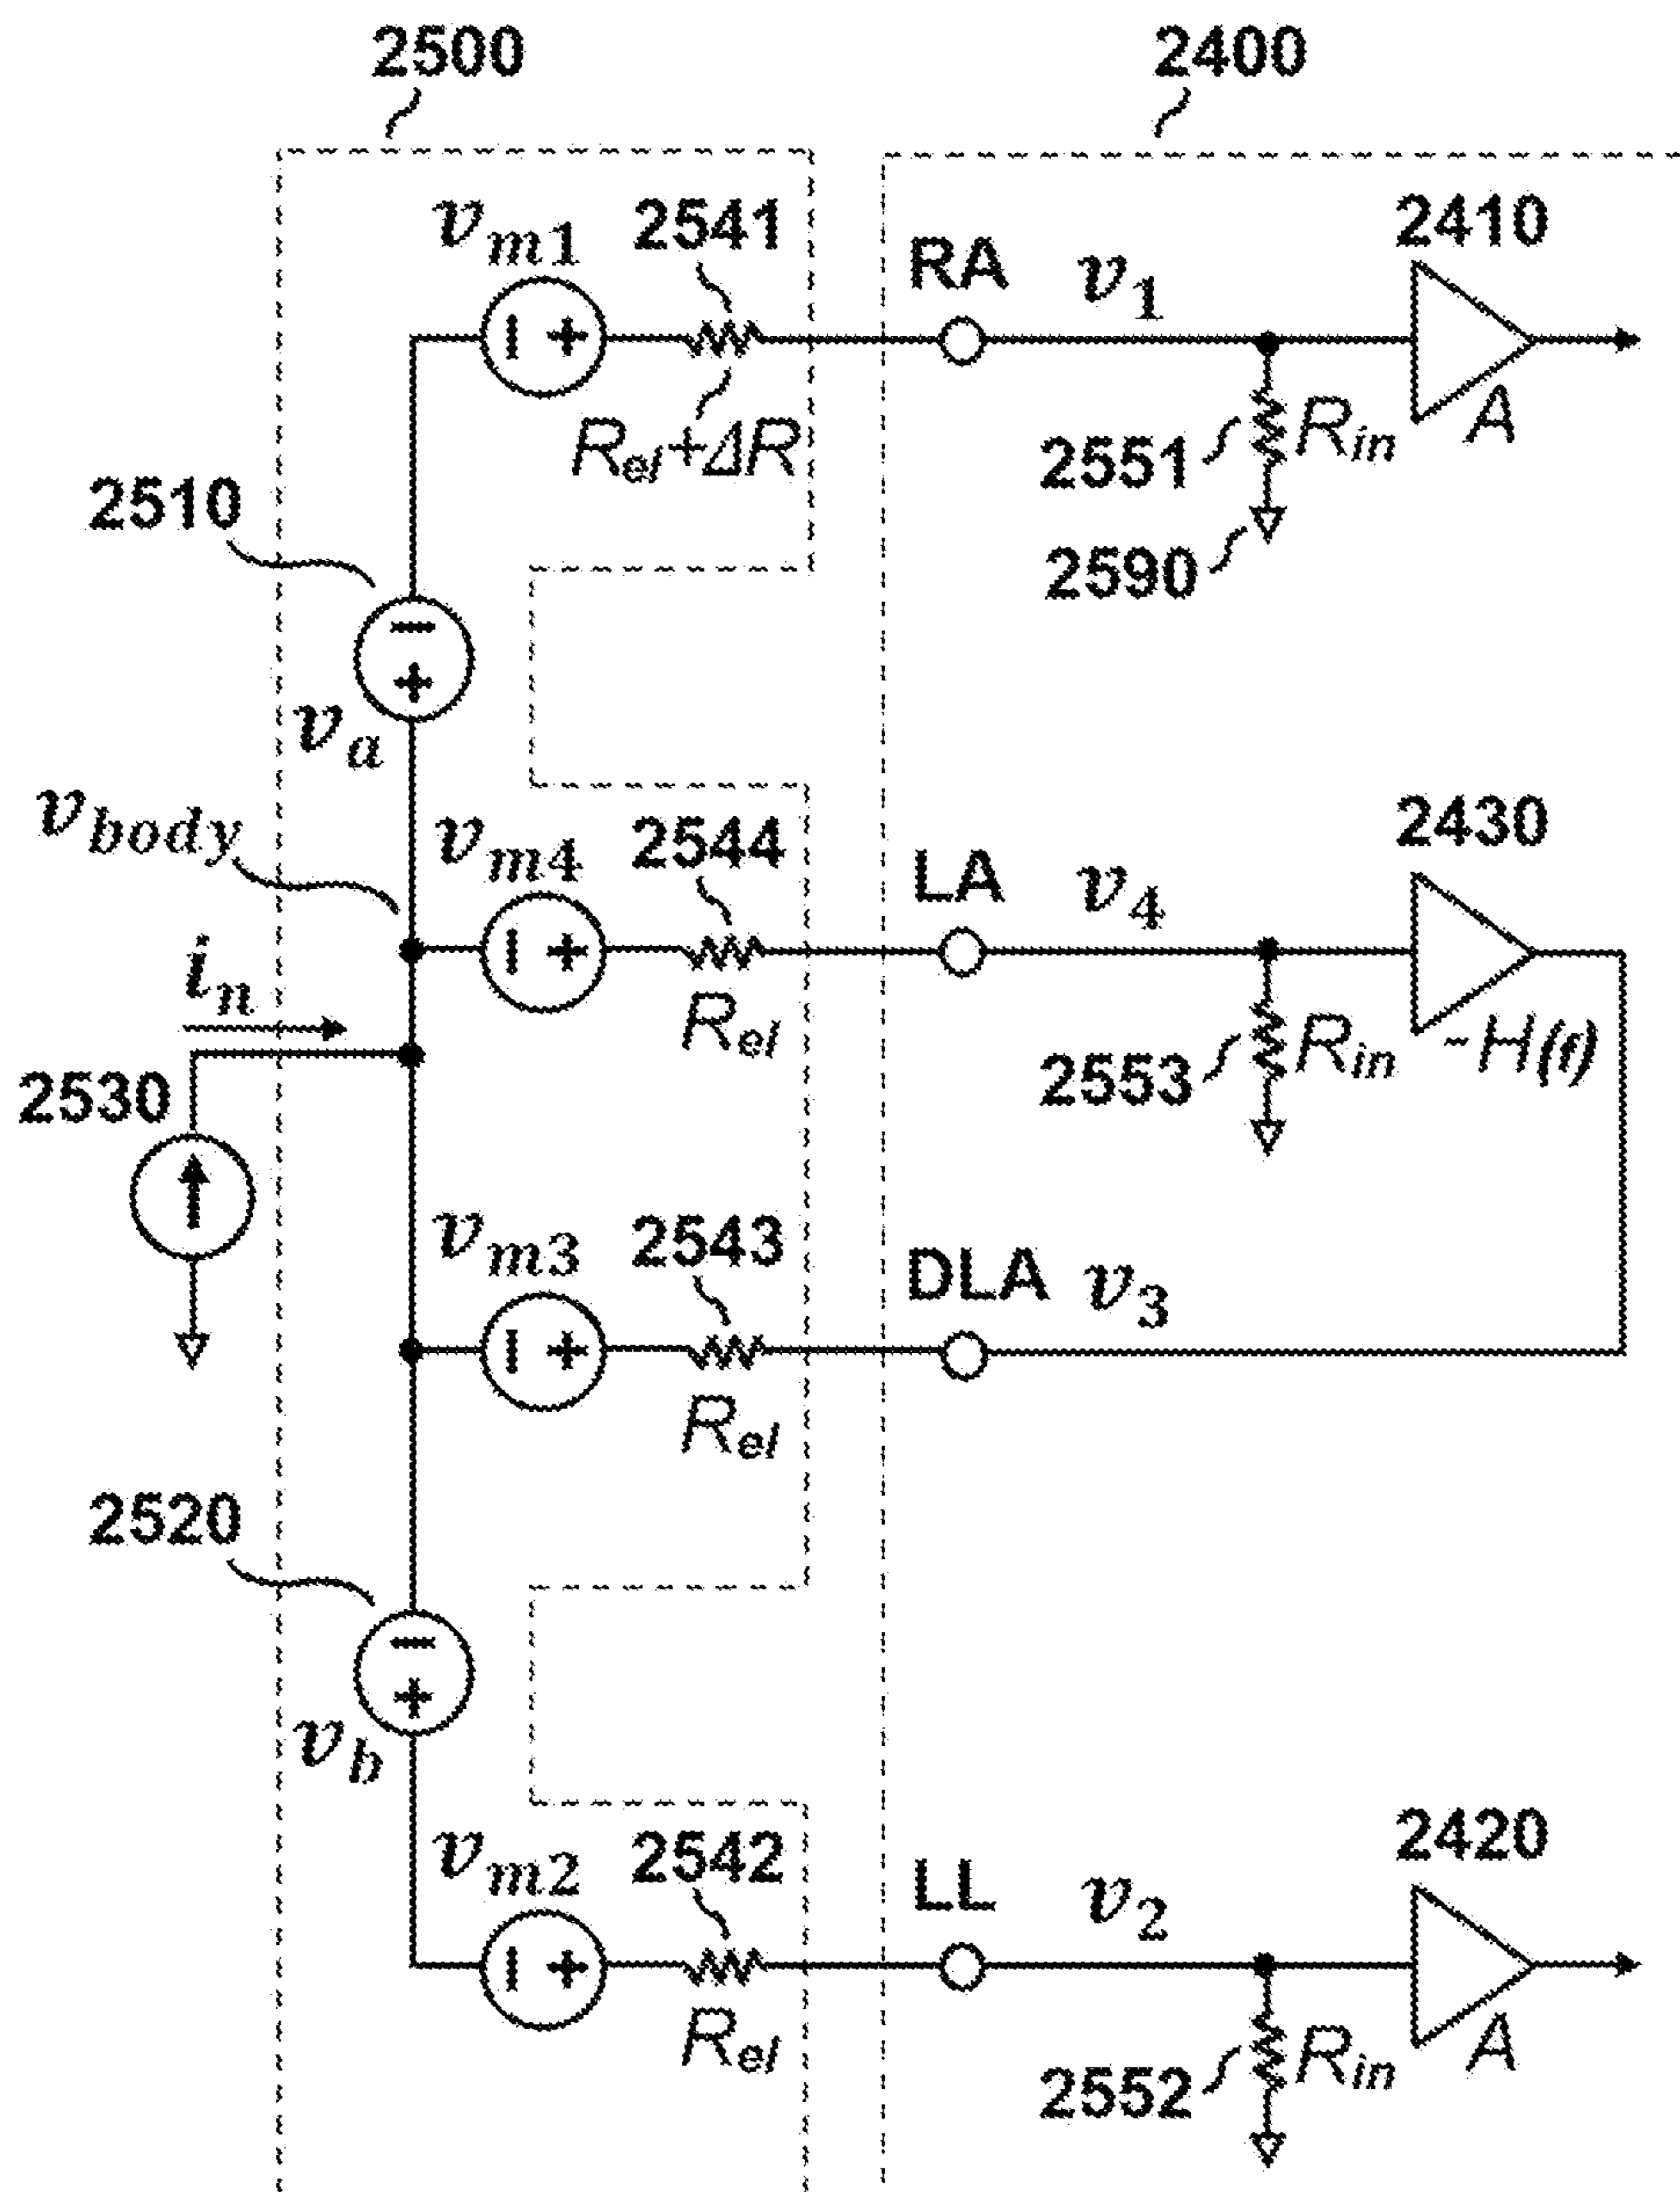 2500 2400
v_m1 2541 RA v_1 2410
R_el+ΔR 2551 R_in A
2510 2590
v_a
v_body v_m4 2544 LA v_4 2430
i_n R_el 2553 R_in -H(f)
2530
v_m3 2543 DLA v_3
R_el
2520
v_b
v_m2 2542 LL v_2 2420
R_el 2552 R_in A